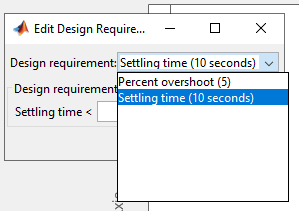 Edit Design Require...
Design requirement: Settling time (10 seconds)
Percent overshoot (5)
Settling time (10 seconds)
Design requirement
Settling time <